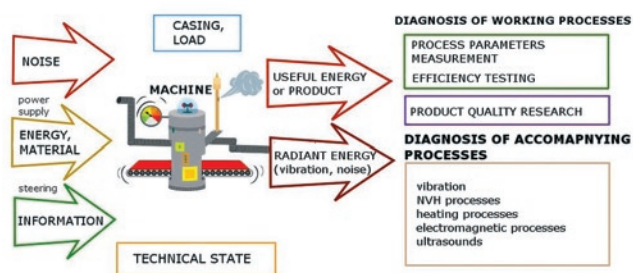 DIAGNOSIS OF WORKING PROCESSES
CASING,
LOAD
NOISE
MACHINE
USEFUL ENERGY
or PRODUCT
PROCESS PARAMETERS
MEASUREMENT
EFFICIENCY TESTING
power
supply
ENERGY,
MATERIAL
PRODUCT QUALITY RESEARCH
RADIANT ENERGY
(vibration, noise)
DIAGNOSIS OF ACCOMAPNYING
PROCESSES
steering
INFORMATION
vibration
NVH processes
heating processes
electromagnetic processes
ultrasounds
TECHNICAL STATE